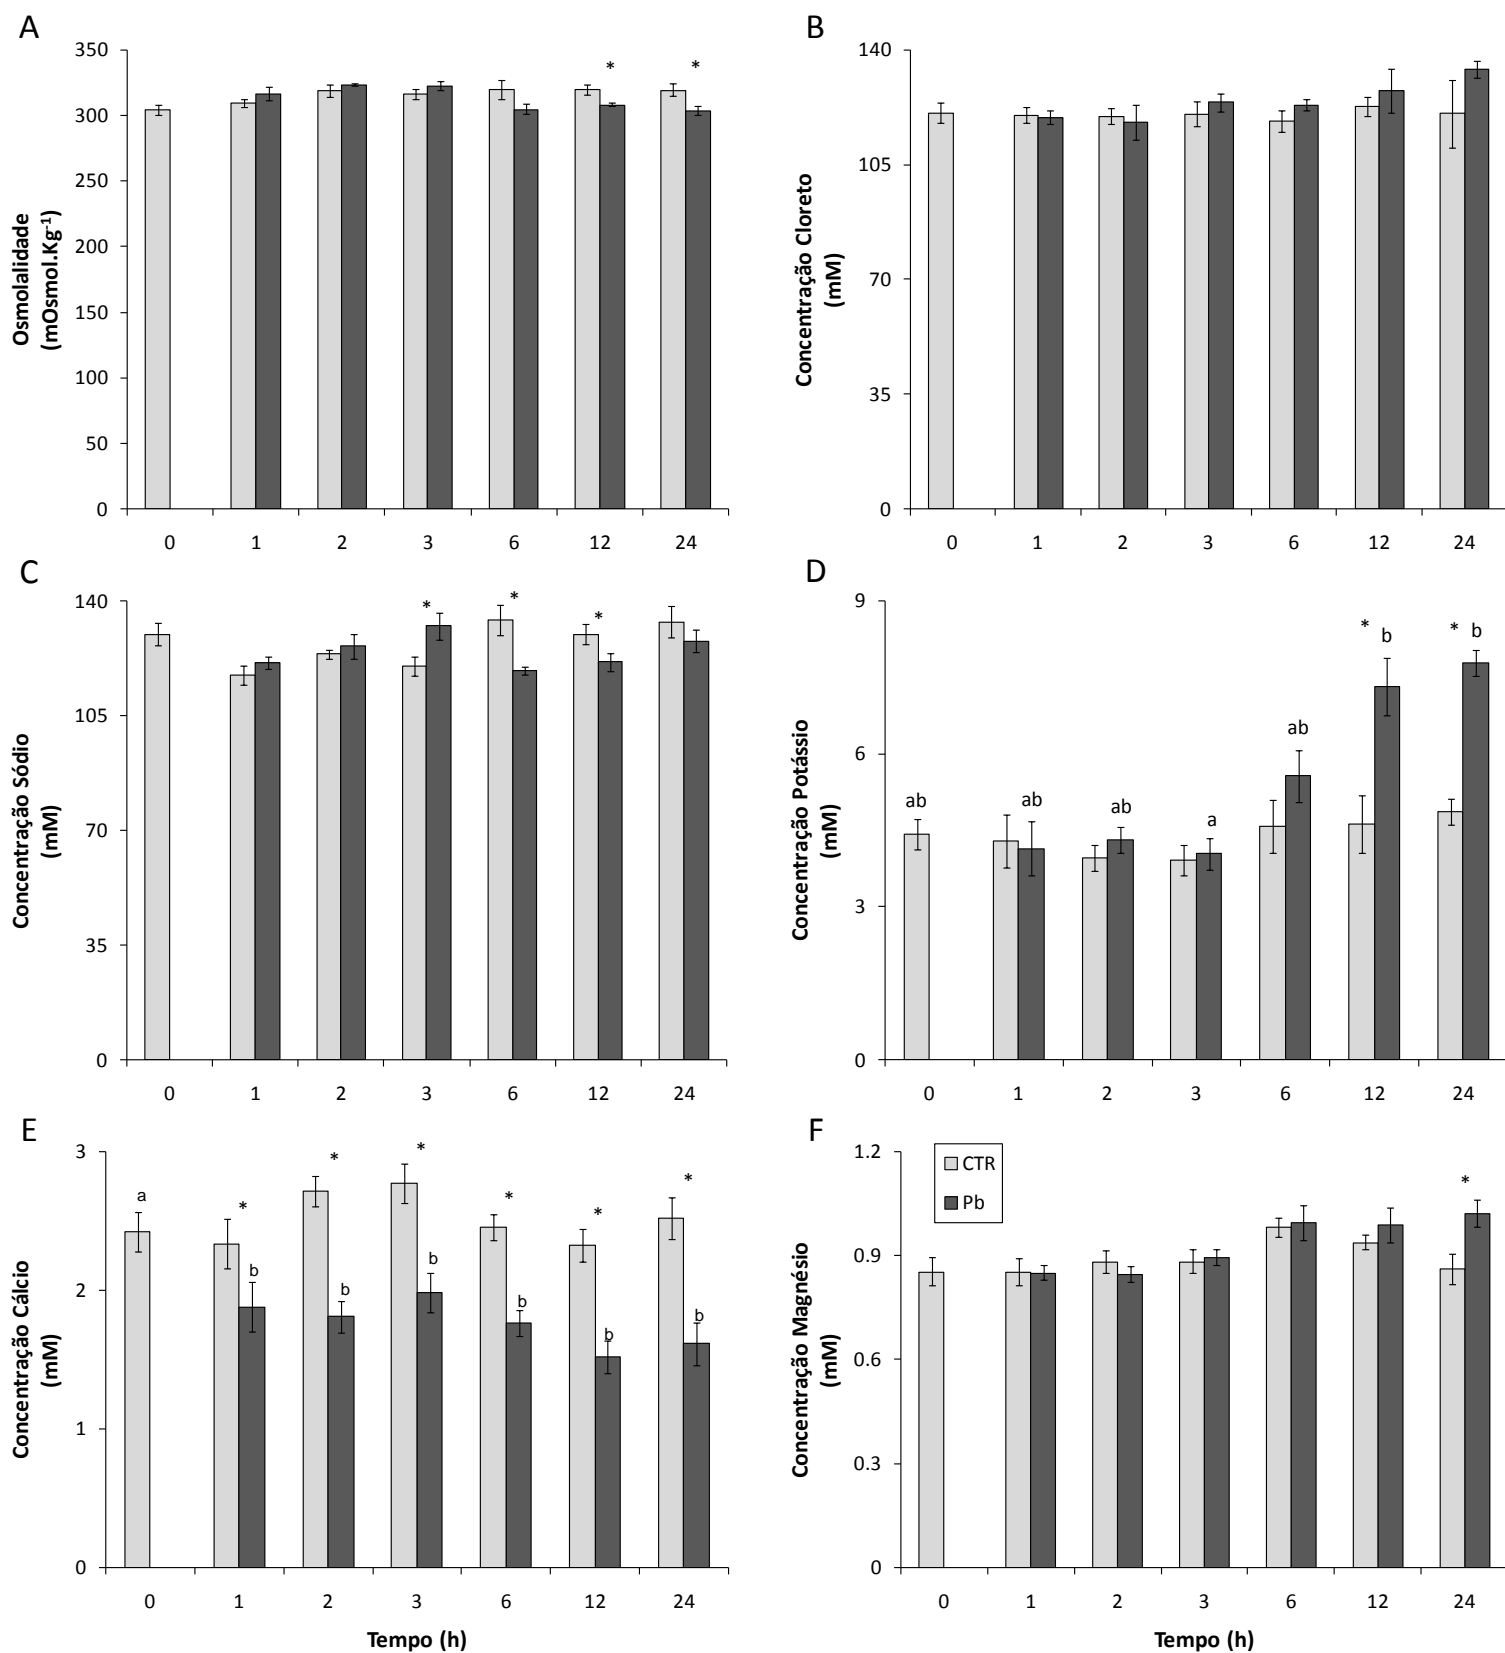 A
350
300
250
200
150
100
50
0
Osmolalidade
(mOsmol.Kg⁻¹)
*
*
0 1 2 3 6 12 24
B
140
105
70
35
0
Concentração Cloreto
(mM)
0 1 2 3 6 12 24
C
140
105
70
35
0
Concentração Sódio
(mM)
* * *
0 1 2 3 6 12 24
D
9
6
3
0
Concentração Potássio
(mM)
* b * b
ab ab ab a ab
0 1 2 3 6 12 24
E
3
2
1
0
Concentração Cálcio
(mM)
* * * * * *
a b b b b b b
0 1 2 3 6 12 24
Tempo (h)
F
1.2
0.9
0.6
0.3
0
Concentração Magnésio
(mM)
CTR
Pb
*
0 1 2 3 6 12 24
Tempo (h)